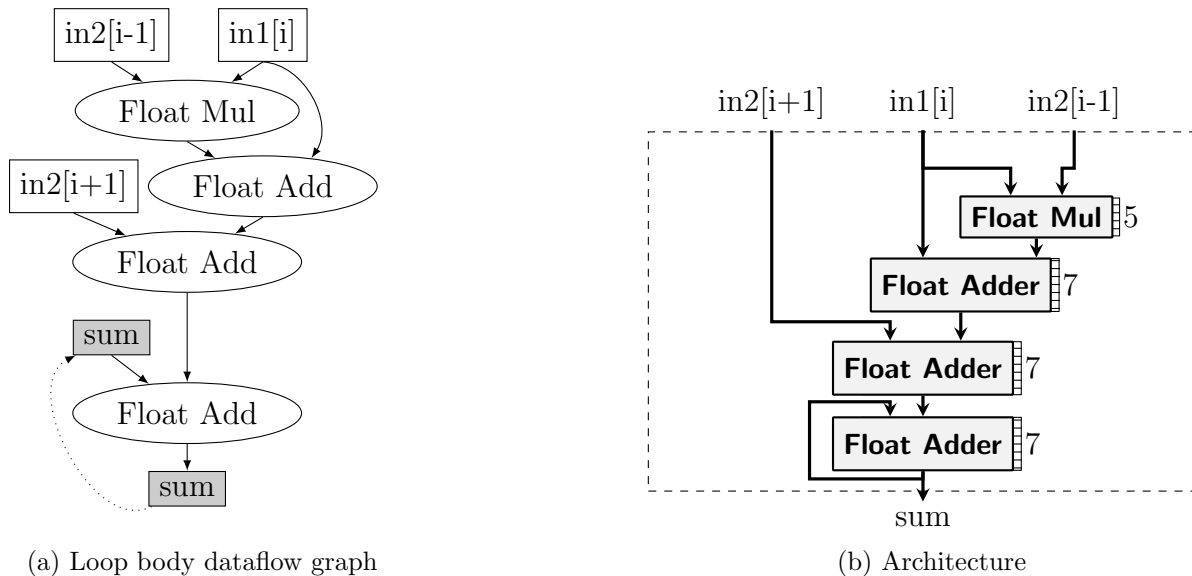 in2[i-1]
in1[i]
Float Mul
Float Add
in2[i+1]
Float Add
sum
Float Add
sum
(a) Loop body dataflow graph
in2[i+1]
in1[i]
in2[i-1]
Float Mul
5
Float Adder
7
Float Adder
7
Float Adder
7
sum
(b) Architecture